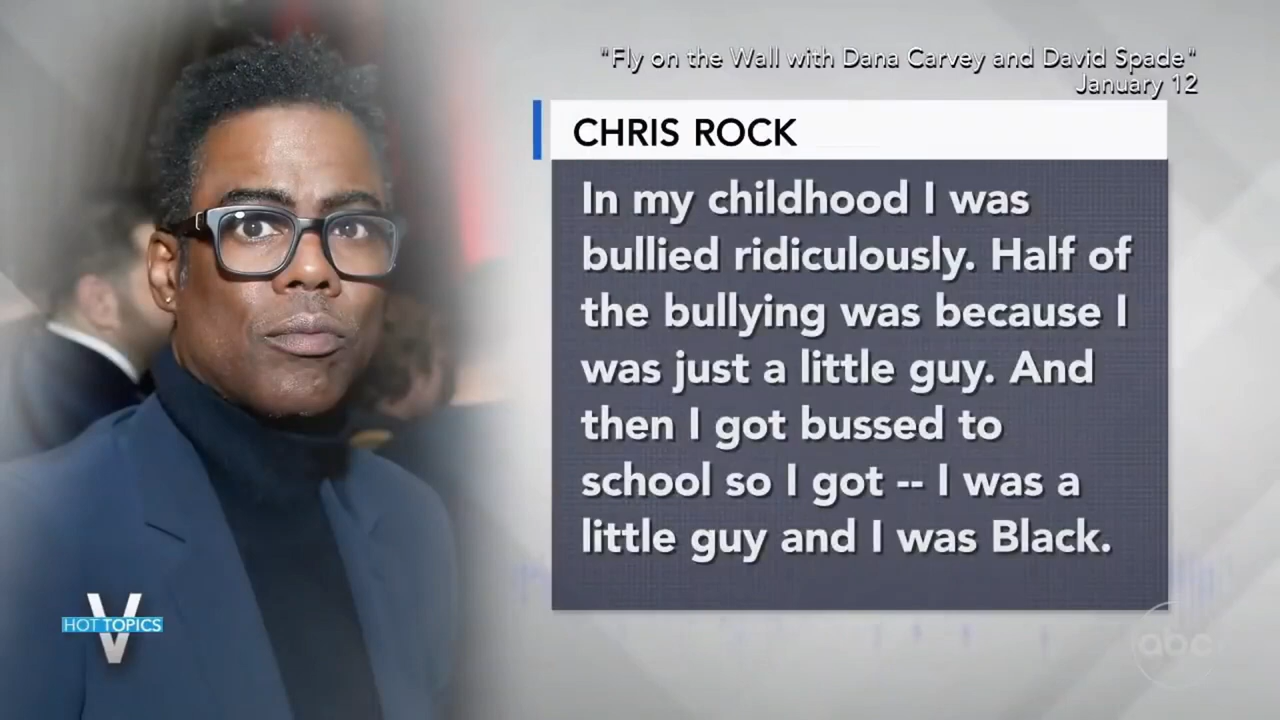 "Fly on the Wall with Dana Carvey and David Spade"
January 12
CHRIS ROCK
In my childhood I was
bullied ridiculously. Half of
the bullying was because I
was just a little guy. And
then I got bussed to
school so I got -- I was a
little guy and I was Black.
V
HOT TOPICS
abc